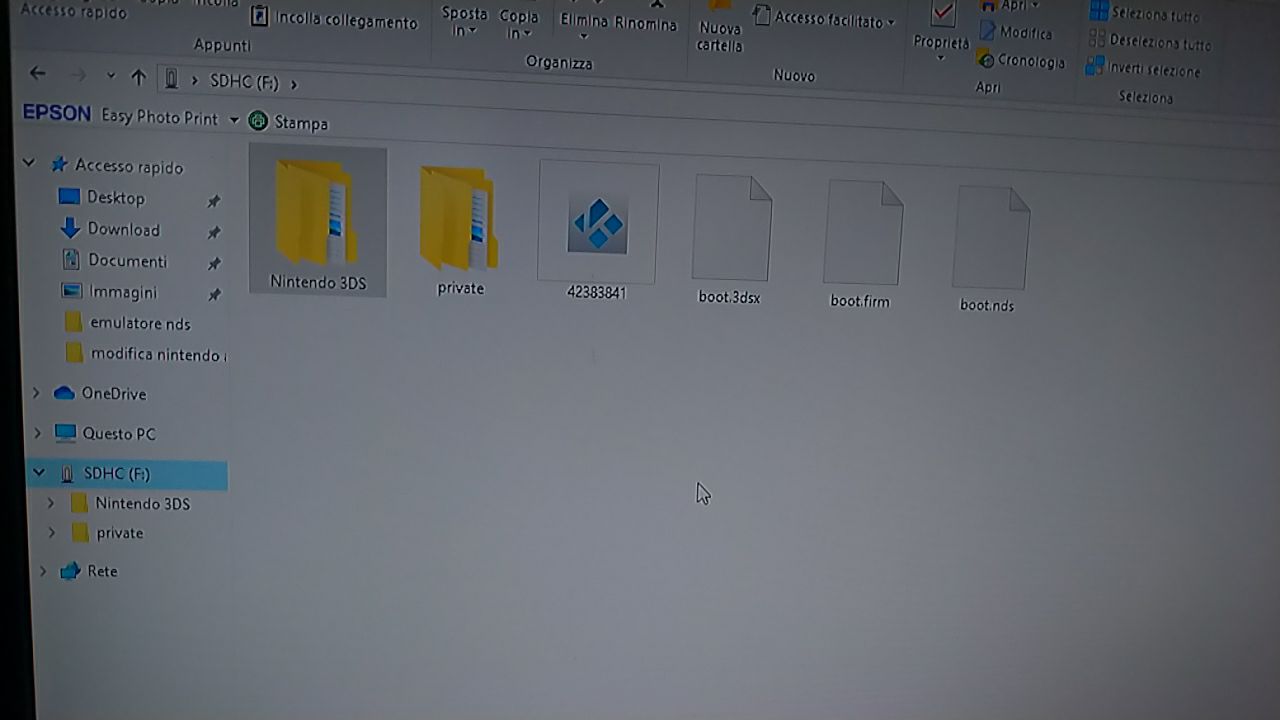 Accesso rapido
Incolla collegamento
Appunti
Sposta in
Copia in
Elimina
Rinomina
Organizza
Nuova cartella
Accesso facilitato
Nuovo
Proprietà
Apri
Modifica
Cronologia
Apri
Seleziona tutto
Deseleziona tutto
Inverti selezione
Seleziona
SDHC (F:)
EPSON Easy Photo Print
Stampa
Accesso rapido
Desktop
Download
Documenti
Immagini
emulatore nds
modifica nintendo
OneDrive
Questo PC
SDHC (F:)
Nintendo 3DS
private
Rete
Nintendo 3DS
private
42383841
boot.3dsx
boot.firm
boot.nds